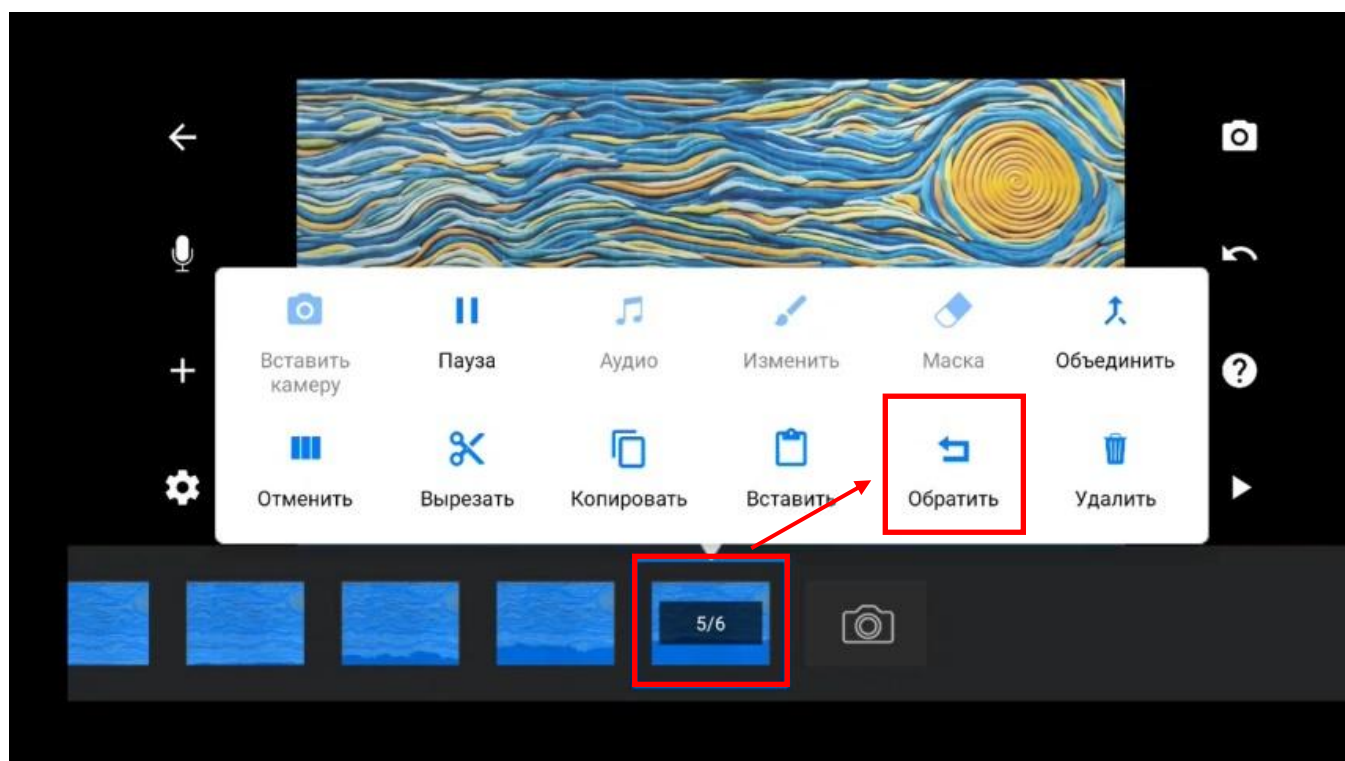 Вставить
камеру
Пауза
Аудио
Изменить
Маска
Объединить
Отменить
Вырезать
Копировать
Вставить
Обратить
Удалить
5/6